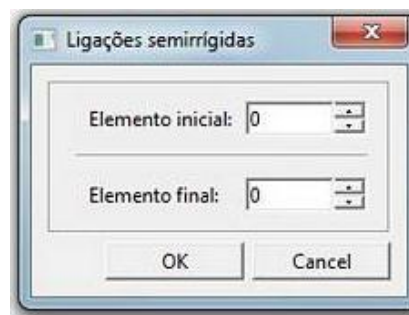 Ligações semirrígidas
Elemento inicial: 0
Elemento final: 0
OK Cancel